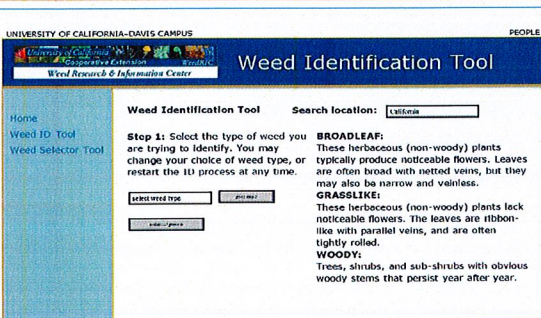 UNIVERSITY OF CALIFORNIA-DAVIS CAMPUS
PEOPLE
University of California
Cooperative Extension WeedRIC
Weed Research & Information Center
Weed Identification Tool
Home
Weed ID Tool
Weed Selector Tool
Weed Identification Tool Search location: California
Step 1: Select the type of weed you
are trying to identify. You may
change your choice of weed type, or
restart the ID process at any time.
select weed type
BROADLEAF:
These herbaceous (non-woody) plants
typically produce noticeable flowers. Leaves
are often broad with netted veins, but they
may also be narrow and veinless.
GRASSLIKE:
These herbaceous (non-woody) plants lack
noticeable flowers. The leaves are ribbon-
like with parallel veins, and are often
tightly rolled.
WOODY:
Trees, shrubs, and sub-shrubs with obvious
woody stems that persist year after year.